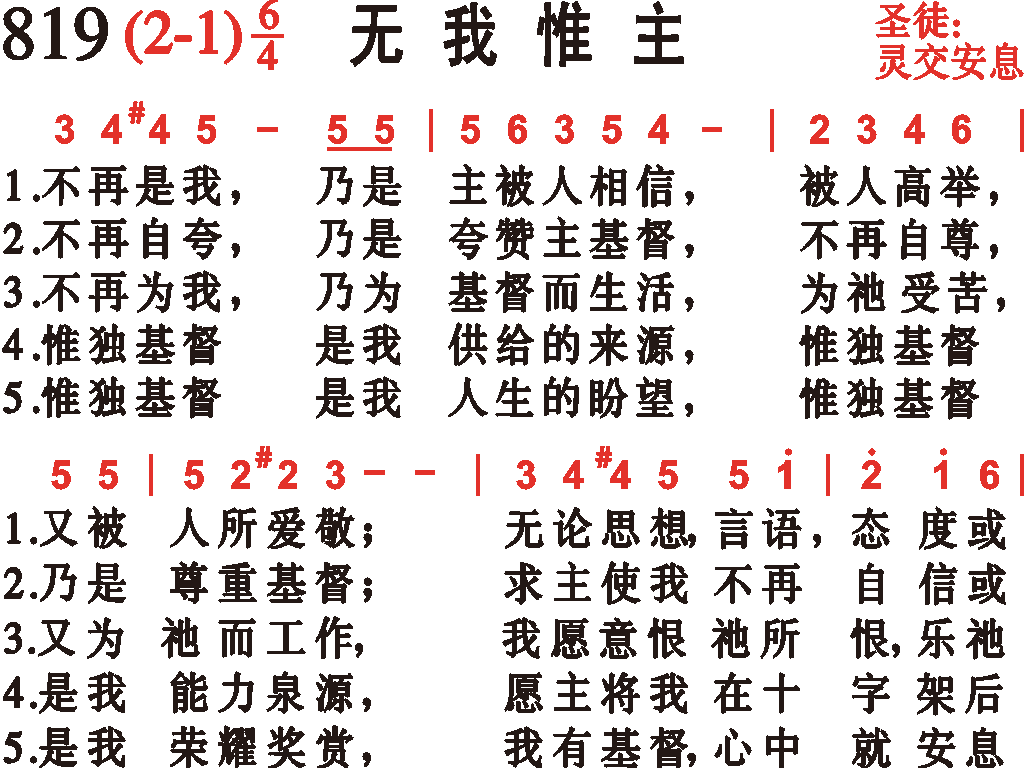 819 (2-1) 6/4 无我惟主 圣徒:
灵交安息
3 4 #4 5 - 5 5 | 5 6 3 5 4 - | 2 3 4 6 |
1.不再是我, 乃是 主被人相信, 被人高举,
2.不再自夸, 乃是 夸赞主基督, 不再自尊,
3.不再为我, 乃为 基督而生活, 为祂受苦,
4.惟独基督 是我 供给的来源, 惟独基督
5.惟独基督 是我 人生的盼望, 惟独基督
5 5 | 5 2 #2 3 - - | 3 4 #4 5 5 i | 2̇ i 6 |
1.又被 人所爱敬; 无论思想,言语, 态 度或
2.乃是 尊重基督; 求主使我 不再 自 信或
3.又为 祂而工作, 我愿意恨 祂所 恨,乐祂
4.是我 能力泉源, 愿主将我 在十 字 架后
5.是我 荣耀奖赏, 我有基督,心中 就 安息